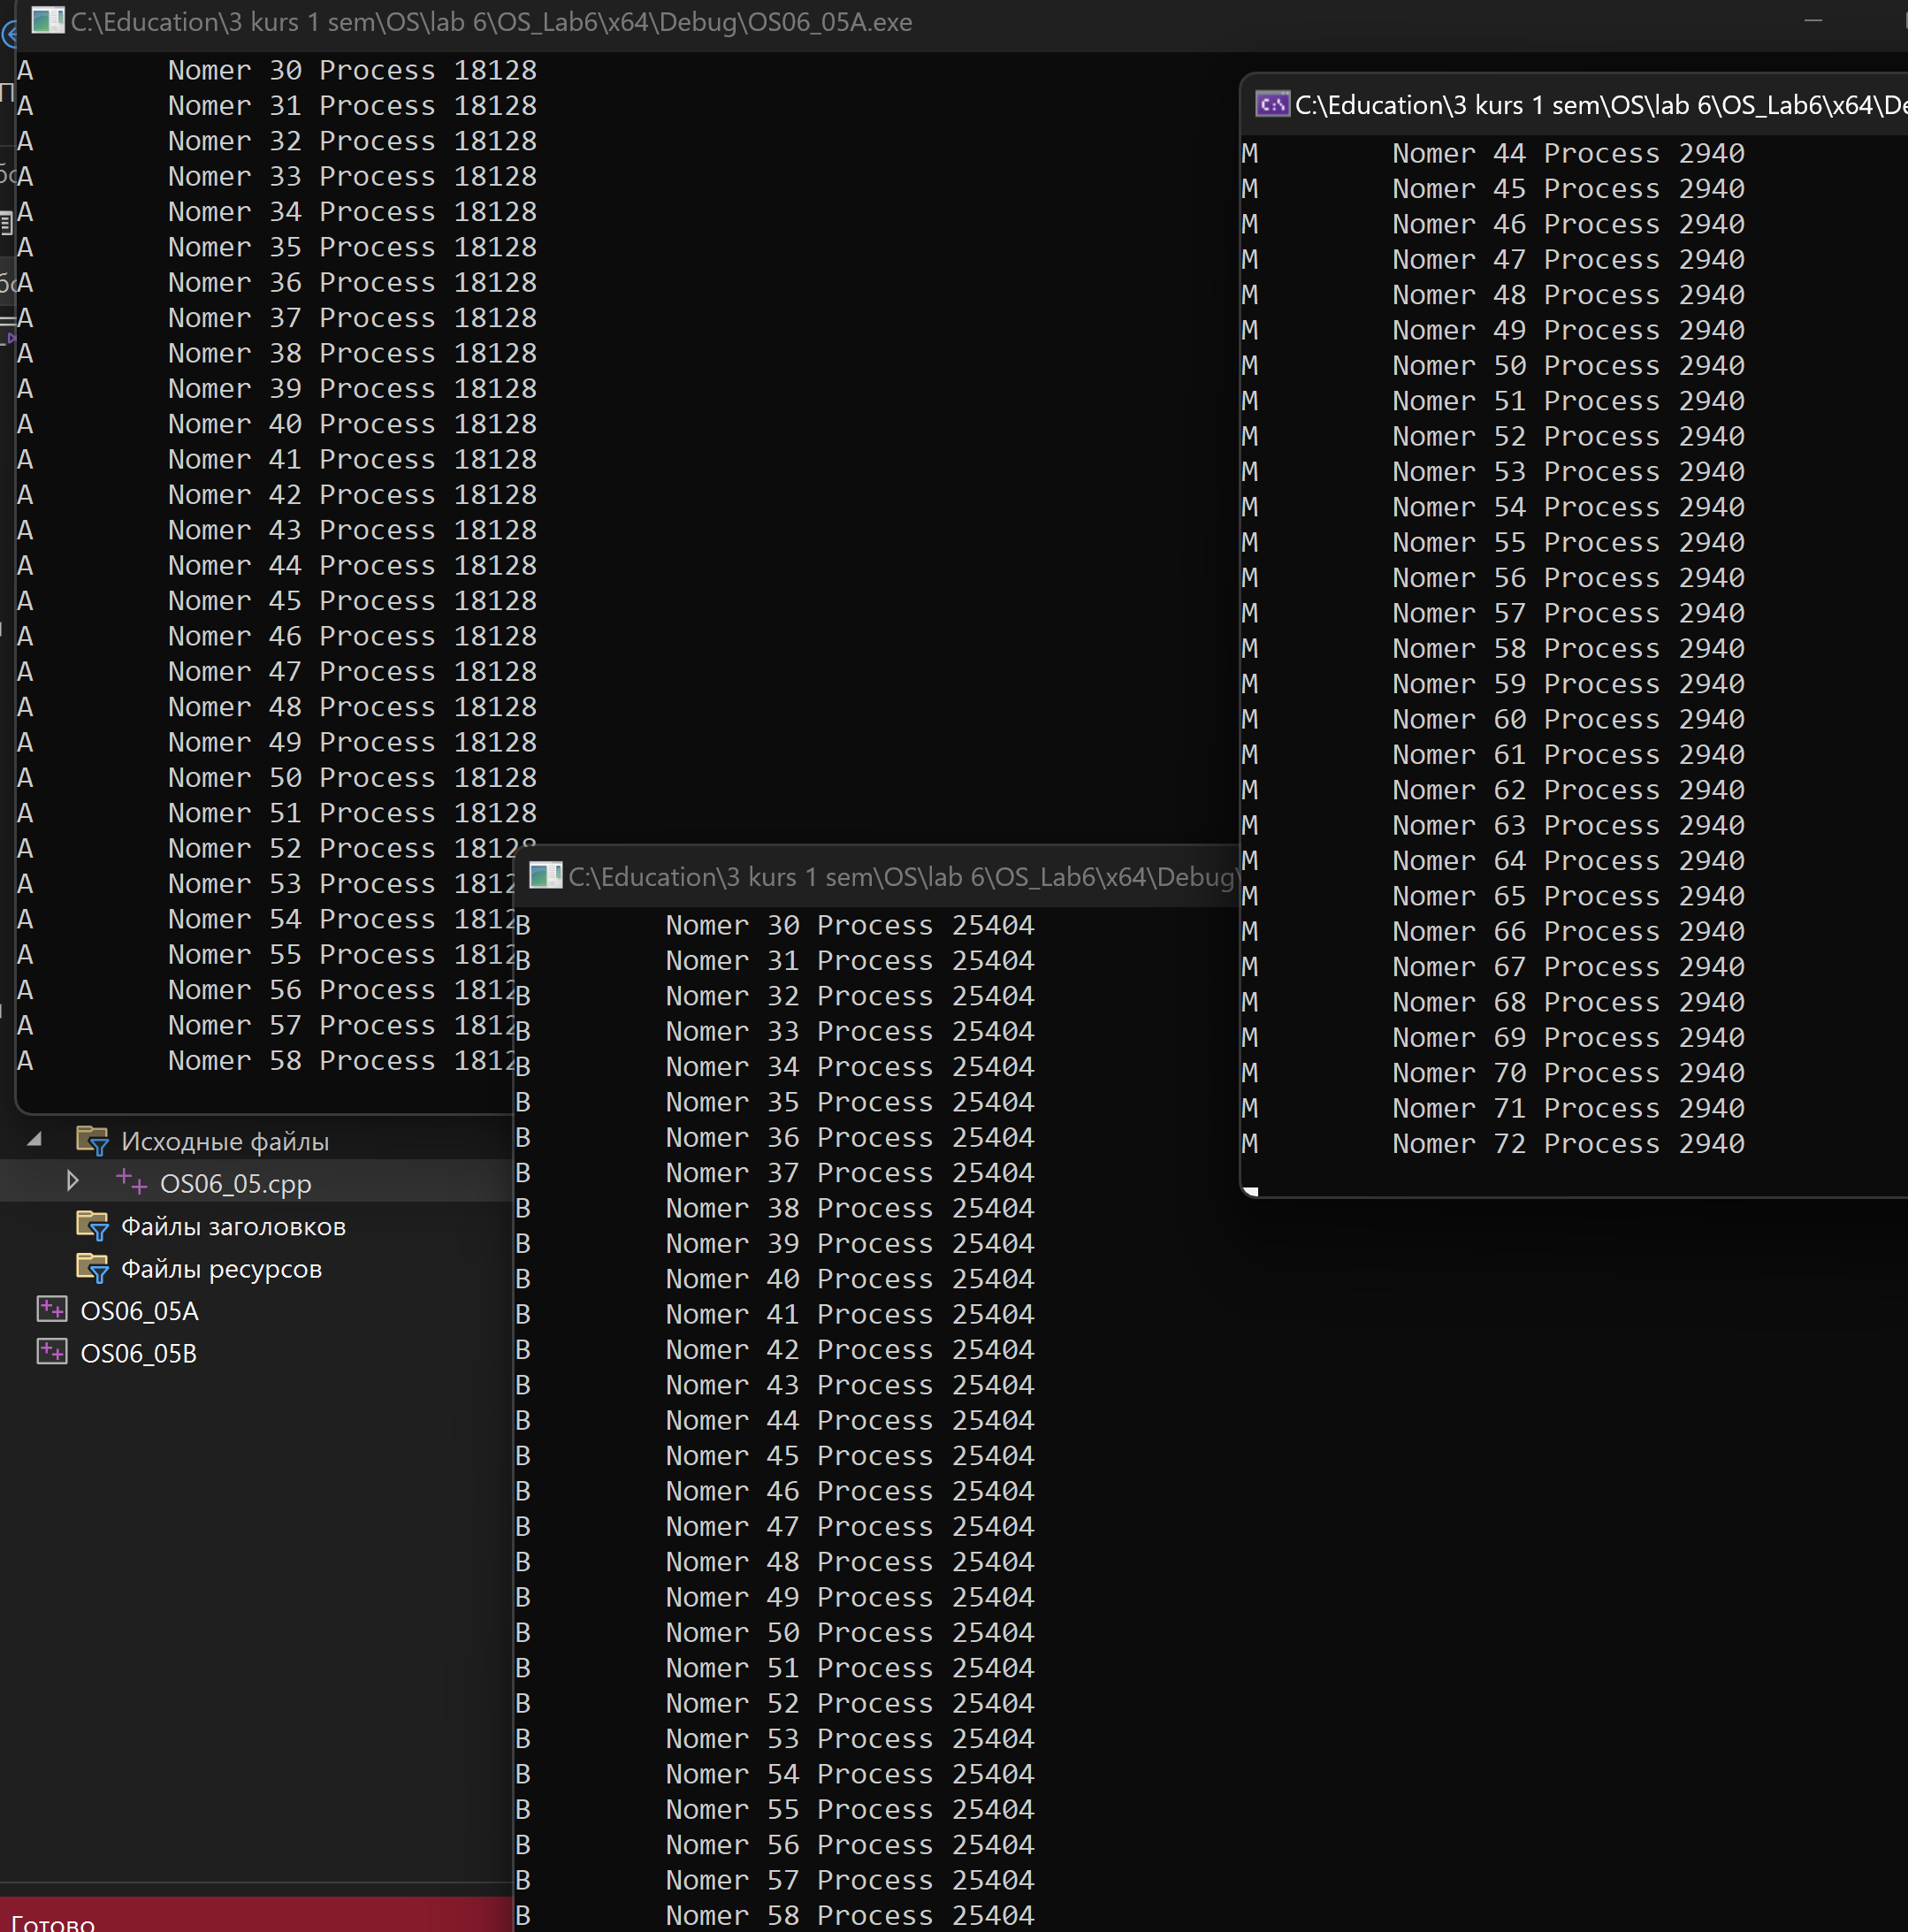 C:\Education\3 kurs 1 sem\OS\lab 6\OS_Lab6\x64\Debug\OS06_05A.exe
A Nomer 30 Process 18128
A Nomer 31 Process 18128
A Nomer 32 Process 18128
A Nomer 33 Process 18128
A Nomer 34 Process 18128
A Nomer 35 Process 18128
A Nomer 36 Process 18128
A Nomer 37 Process 18128
A Nomer 38 Process 18128
A Nomer 39 Process 18128
A Nomer 40 Process 18128
A Nomer 41 Process 18128
A Nomer 42 Process 18128
A Nomer 43 Process 18128
A Nomer 44 Process 18128
A Nomer 45 Process 18128
A Nomer 46 Process 18128
A Nomer 47 Process 18128
A Nomer 48 Process 18128
A Nomer 49 Process 18128
A Nomer 50 Process 18128
A Nomer 51 Process 18128
A Nomer 52 Process 18128
A Nomer 53 Process 1812
A Nomer 54 Process 1812
A Nomer 55 Process 1812
A Nomer 56 Process 1812
A Nomer 57 Process 1812
A Nomer 58 Process 1812
C:\Education\3 kurs 1 sem\OS\lab 6\OS_Lab6\x64\De
M Nomer 44 Process 2940
M Nomer 45 Process 2940
M Nomer 46 Process 2940
M Nomer 47 Process 2940
M Nomer 48 Process 2940
M Nomer 49 Process 2940
M Nomer 50 Process 2940
M Nomer 51 Process 2940
M Nomer 52 Process 2940
M Nomer 53 Process 2940
M Nomer 54 Process 2940
M Nomer 55 Process 2940
M Nomer 56 Process 2940
M Nomer 57 Process 2940
M Nomer 58 Process 2940
M Nomer 59 Process 2940
M Nomer 60 Process 2940
M Nomer 61 Process 2940
M Nomer 62 Process 2940
M Nomer 63 Process 2940
M Nomer 64 Process 2940
M Nomer 65 Process 2940
M Nomer 66 Process 2940
M Nomer 67 Process 2940
M Nomer 68 Process 2940
M Nomer 69 Process 2940
M Nomer 70 Process 2940
M Nomer 71 Process 2940
M Nomer 72 Process 2940
C:\Education\3 kurs 1 sem\OS\lab 6\OS_Lab6\x64\Debug\
B Nomer 30 Process 25404
B Nomer 31 Process 25404
B Nomer 32 Process 25404
B Nomer 33 Process 25404
B Nomer 34 Process 25404
B Nomer 35 Process 25404
B Nomer 36 Process 25404
B Nomer 37 Process 25404
B Nomer 38 Process 25404
B Nomer 39 Process 25404
B Nomer 40 Process 25404
B Nomer 41 Process 25404
B Nomer 42 Process 25404
B Nomer 43 Process 25404
B Nomer 44 Process 25404
B Nomer 45 Process 25404
B Nomer 46 Process 25404
B Nomer 47 Process 25404
B Nomer 48 Process 25404
B Nomer 49 Process 25404
B Nomer 50 Process 25404
B Nomer 51 Process 25404
B Nomer 52 Process 25404
B Nomer 53 Process 25404
B Nomer 54 Process 25404
B Nomer 55 Process 25404
B Nomer 56 Process 25404
B Nomer 57 Process 25404
B Nomer 58 Process 25404
Исходные файлы
OS06_05.cpp
Файлы заголовков
Файлы ресурсов
OS06_05A
OS06_05B
Готово